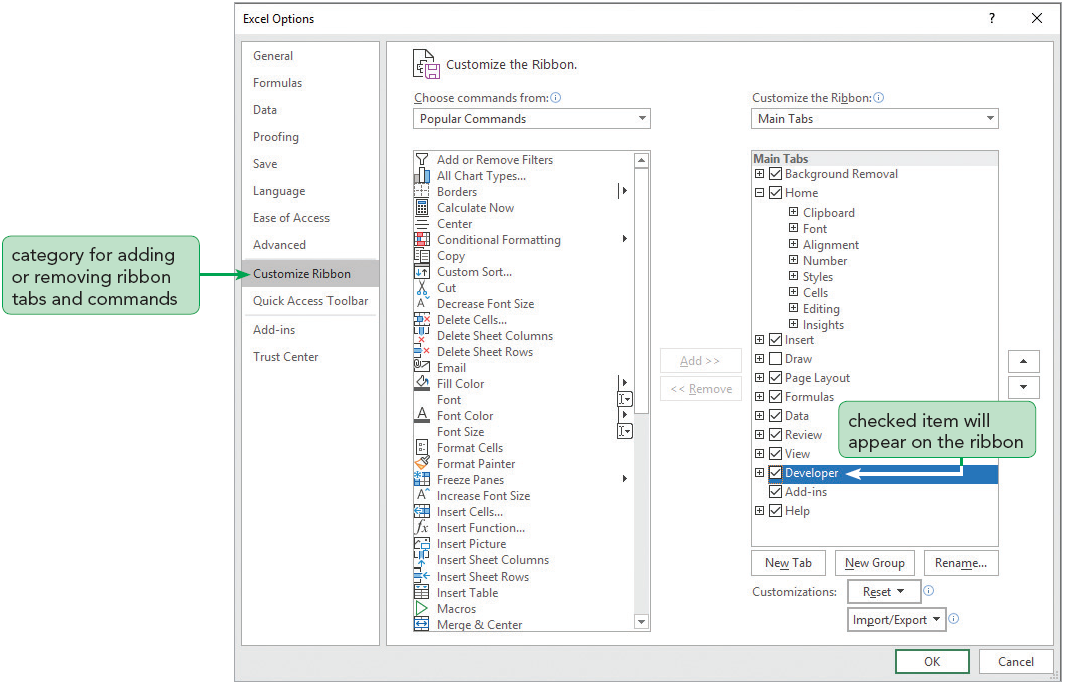 Excel Options
?
General
Formulas
Data
Proofing
Save
Language
Ease of Access
Advanced
Customize Ribbon
Quick Access Toolbar
Add-ins
Trust Center
category for adding
or removing ribbon
tabs and commands
Customize the Ribbon.
Choose commands from:
Popular Commands
Add or Remove Filters
All Chart Types...
Borders
Calculate Now
Center
Conditional Formatting
Copy
Custom Sort...
Cut
Decrease Font Size
Delete Cells...
Delete Sheet Columns
Delete Sheet Rows
Email
Fill Color
Font
Font Color
Font Size
Format Cells
Format Painter
Freeze Panes
Increase Font Size
Insert Cells...
Insert Function...
Insert Picture
Insert Sheet Columns
Insert Sheet Rows
Insert Table
Macros
Merge & Center
Add >>
<< Remove
Customize the Ribbon:
Main Tabs
Main Tabs
Background Removal
Home
Clipboard
Font
Alignment
Number
Styles
Cells
Editing
Insights
Insert
Draw
Page Layout
Formulas
Data
Review
View
Developer
Add-ins
Help
checked item will
appear on the ribbon
New Tab
New Group
Rename...
Customizations:
Reset
Import/Export
OK
Cancel